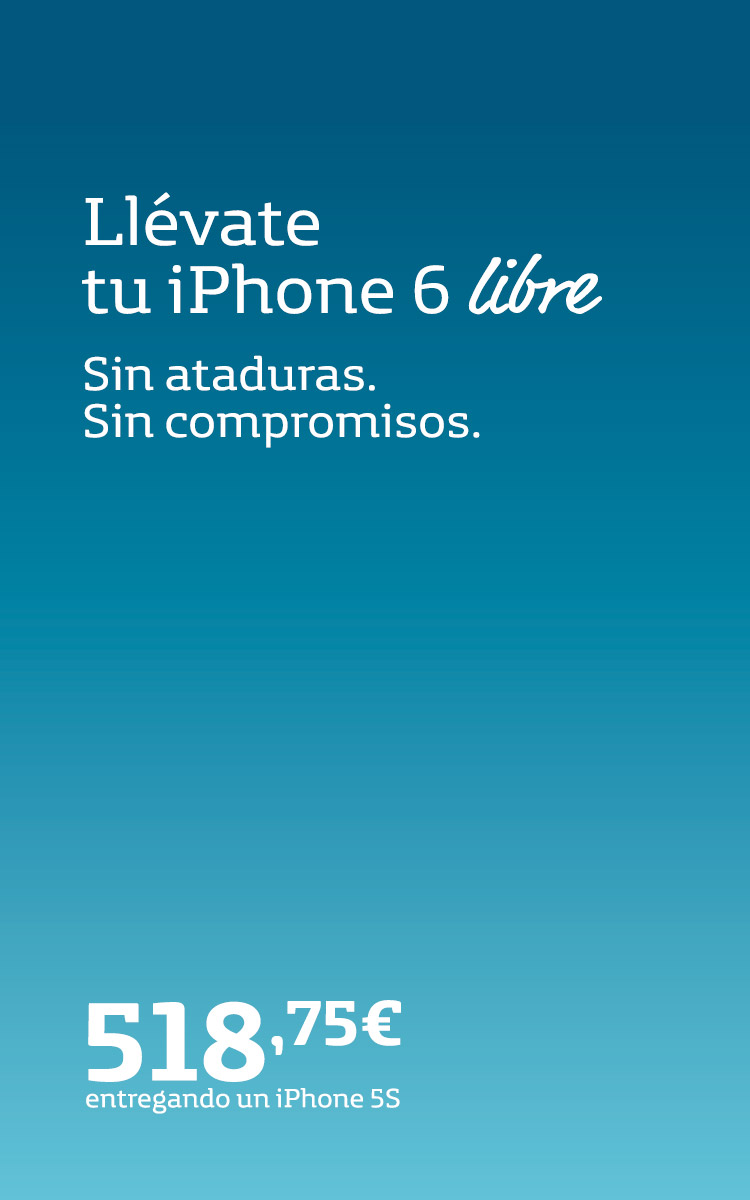 Llévate
tu iPhone 6 libre
Sin ataduras.
Sin compromisos.
518,75€
entregando un iPhone 5S